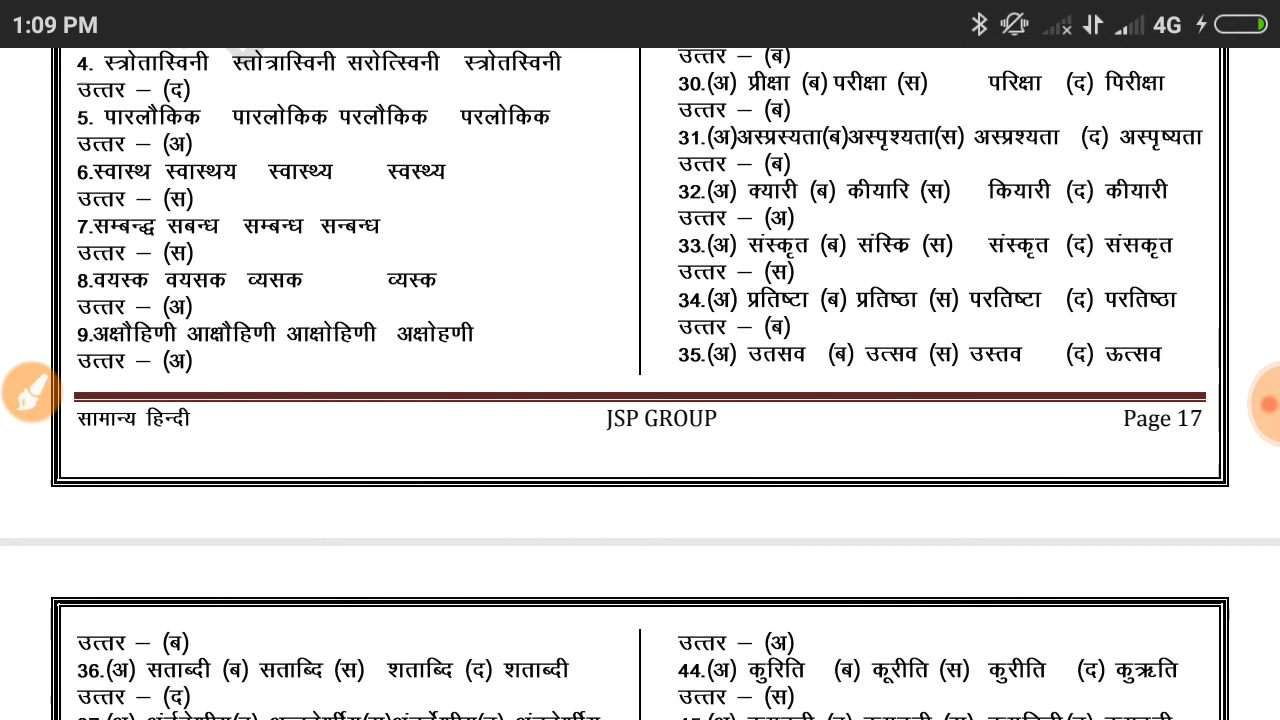 1:09 PM 4G
4. स्त्रोतास्विनी स्तोत्रास्विनी सरोत्स्विनी स्त्रोतस्विनी
उत्तर – (द)
5. पारलौकिक पारलोकिक परलौकिक परलोकिक
उत्तर – (अ)
6.स्वास्थ स्वास्थय स्वास्थ्य स्वस्थ्य
उत्तर – (स)
7.सम्बन्द्ध सबन्ध सम्बन्ध सन्बन्ध
उत्तर – (स)
8.वयस्क वयसक व्यसक व्यस्क
उत्तर – (अ)
9.अक्षौहिणी आक्षौहिणी आक्षोहिणी अक्षोहणी
उत्तर – (अ)
उत्तर – (ब)
30.(अ) प्रीक्षा (ब) परीक्षा (स) परिक्षा (द) पिरीक्षा
उत्तर – (ब)
31.(अ)अस्प्रस्यता(ब)अस्पृश्यता(स) अस्प्रश्यता (द) अस्पृष्यता
उत्तर – (ब)
32.(अ) क्यारी (ब) कीयारि (स) कियारी (द) कीयारी
उत्तर – (अ)
33.(अ) संस्कृत (ब) संस्क्रि (स) संस्कृत (द) संसकृत
उत्तर – (स)
34.(अ) प्रतिष्टा (ब) प्रतिष्ठा (स) परतिष्टा (द) परतिष्ठा
उत्तर – (ब)
35.(अ) उतसव (ब) उत्सव (स) उस्तव (द) ऊत्सव
सामान्य हिन्दी JSP GROUP Page 17
उत्तर – (ब)
36.(अ) सताब्दी (ब) सताब्दि (स) शताब्दि (द) शताब्दी
उत्तर – (द)
उत्तर – (अ)
44.(अ) कुरिति (ब) कूरीति (स) कुरीति (द) कुऋति
उत्तर – (स)